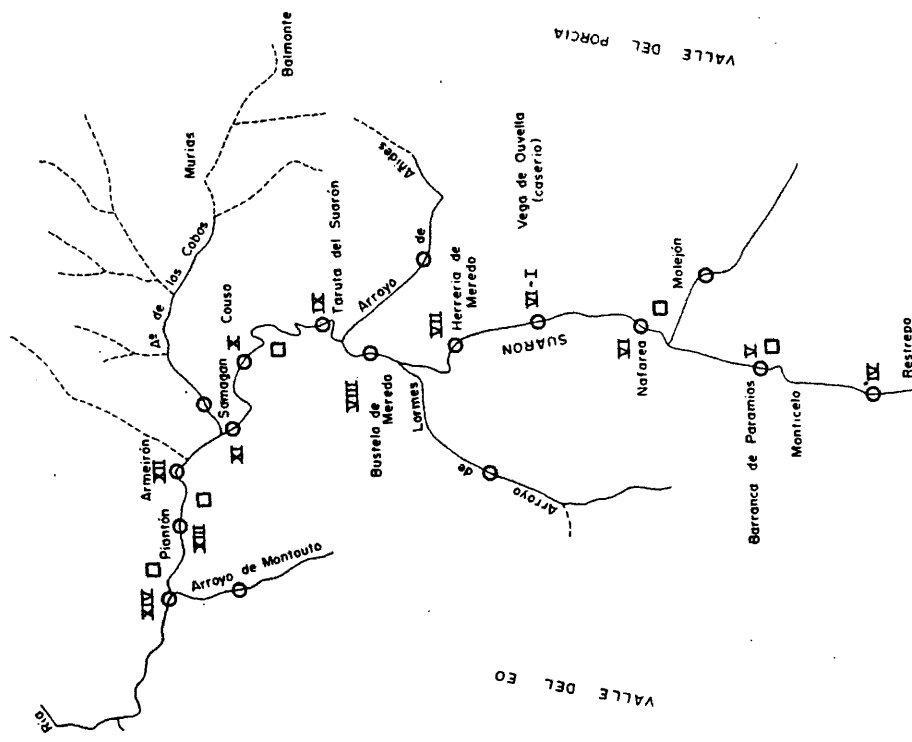 VALLE DEL PORCIA
Balmonte
Murias
Aº de los Cobos
Añides
Arroyo de
Vega de Ouvella
(caserio)
Taruta del Suarón
IX
Couso
X
Samagan
XI
Armeirón
XII
Piantón
XIII
XIV
Arroyo de Montouto
Ria
VIII
Bustelo de
Meredo
VII
Herreria de
Meredo
VI-I
SUARON
Lormes
de
Arroyo
VI
Nafarea
Molejón
V
Barranca de Paramios
Monticelo
IV
Restrepo
VALLE DEL EO